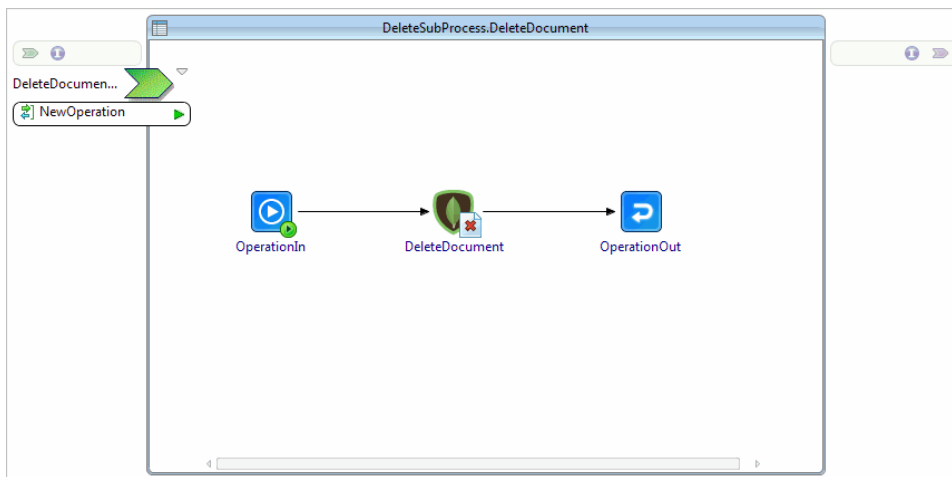 DeleteSubProcess.DeleteDocument
DeleteDocumen...
NewOperation
OperationIn
DeleteDocument
OperationOut